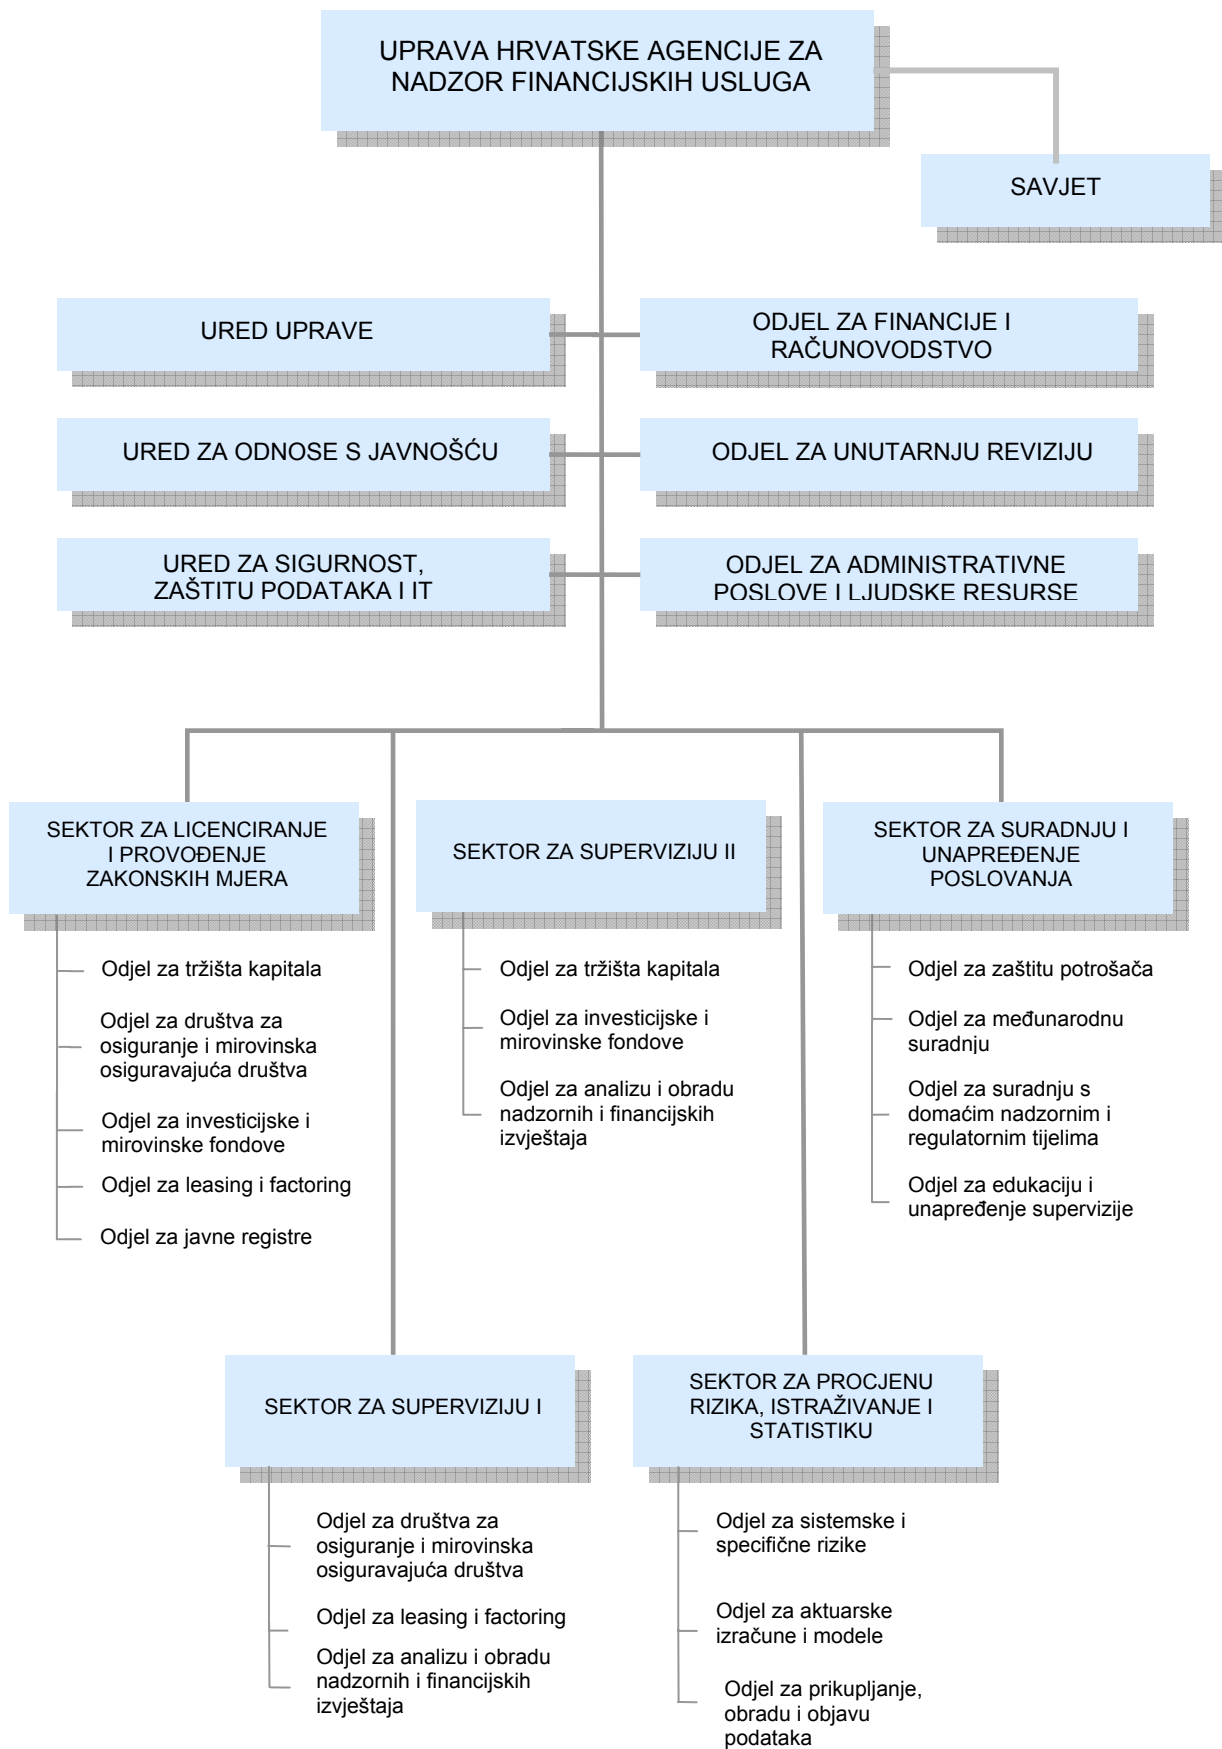 UPRAVA HRVATSKE AGENCIJE ZA
NADZOR FINANCIJSKIH USLUGA
SAVJET
URED UPRAVE
ODJEL ZA FINANCIJE I
RAČUNOVODSTVO
URED ZA ODNOSE S JAVNOŠĆU
ODJEL ZA UNUTARNJU REVIZIJU
URED ZA SIGURNOST,
ZAŠTITU PODATAKA I IT
ODJEL ZA ADMINISTRATIVNE
POSLOVE I LJUDSKE RESURSE
SEKTOR ZA LICENCIRANJE
I PROVOĐENJE
ZAKONSKIH MJERA
Odjel za tržišta kapitala
Odjel za društva za
osiguranje i mirovinska
osiguravajuća društva
Odjel za investicijske i
mirovinske fondove
Odjel za leasing i factoring
Odjel za javne registre
SEKTOR ZA SUPERVIZIJU II
Odjel za tržišta kapitala
Odjel za investicijske i
mirovinske fondove
Odjel za analizu i obradu
nadzornih i financijskih
izvještaja
SEKTOR ZA SURADNJU I
UNAPREĐENJE
POSLOVANJA
Odjel za zaštitu potrošača
Odjel za međunarodnu
suradnju
Odjel za suradnju s
domaćim nadzornim i
regulatornim tijelima
Odjel za edukaciju i
unapređenje supervizije
SEKTOR ZA SUPERVIZIJU I
Odjel za društva za
osiguranje i mirovinska
osiguravajuća društva
Odjel za leasing i factoring
Odjel za analizu i obradu
nadzornih i financijskih
izvještaja
SEKTOR ZA PROCJENU
RIZIKA, ISTRAŽIVANJE I
STATISTIKU
Odjel za sistemske i
specifične rizike
Odjel za aktuarske
izračune i modele
Odjel za prikupljanje,
obradu i objavu
podataka